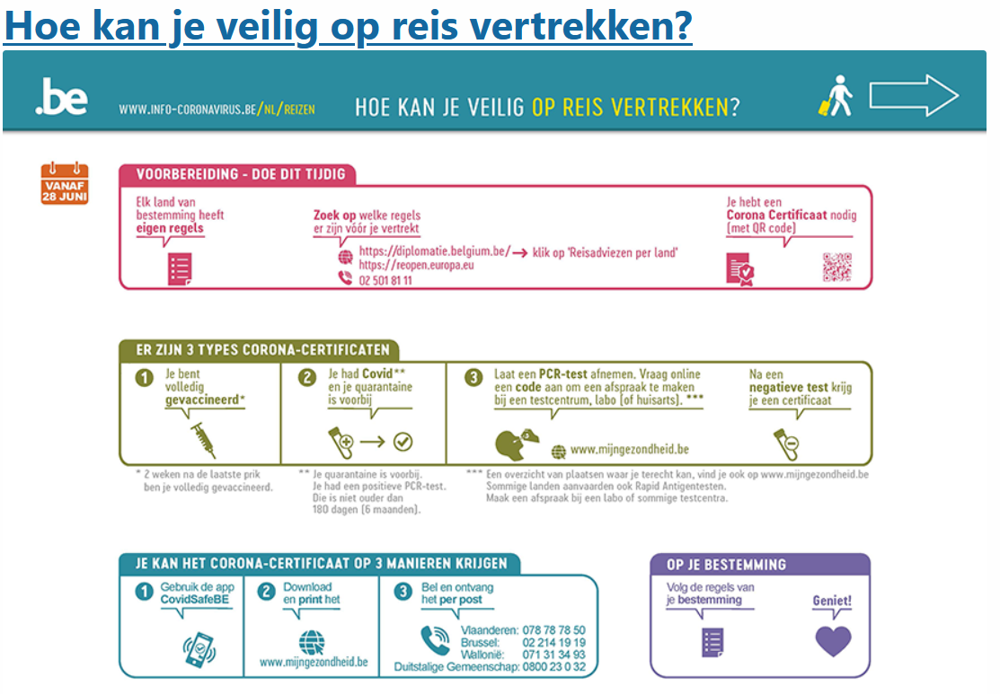 Hoe kan je veilig op reis vertrekken?
.be
WWW.INFO-CORONAVIRUS.BE/NL/REIZEN
HOE KAN JE VEILIG OP REIS VERTREKKEN?
VANAF
28 JUNI
VOORBEREIDING - DOE DIT TIJDIG
Elk land van
bestemming heeft
eigen regels
Zoek op welke regels
er zijn vóór je vertrekt
https://diplomatie.belgium.be/ → klik op 'Reisadviezen per land'
https://reopen.europa.eu
02 501 81 11
Je hebt een
Corona Certificaat nodig
(met QR code)
ER ZIJN 3 TYPES CORONA-CERTIFICATEN
1 Je bent
volledig
gevaccineerd*
2 Je had Covid**
en je quarantaine
is voorbij
3 Laat een PCR-test afnemen. Vraag online
een code aan om een afspraak te maken
bij een testcentrum, labo (of huisarts). ***
www.mijngezondheid.be
Na een
negatieve test krijg
je een certificaat
* 2 weken na de laatste prik
ben je volledig gevaccineerd.
** Je quarantaine is voorbij.
Je had een positieve PCR-test.
Die is niet ouder dan
180 dagen (6 maanden).
*** Een overzicht van plaatsen waar je terecht kan, vind je ook op www.mijngezondheid.be
Sommige landen aanvaarden ook Rapid Antigentesten.
Maak een afspraak bij een labo of sommige testcentra.
JE KAN HET CORONA-CERTIFICAAT OP 3 MANIEREN KRIJGEN
1 Gebruik de app
CovidSafeBE
2 Download
en print het
www.mijngezondheid.be
3 Bel en ontvang
het per post
Vlaanderen: 078 78 78 50
Brussel: 02 214 19 19
Wallonië: 071 31 34 93
Duitstalige Gemeenschap: 0800 23 0 32
OP JE BESTEMMING
Volg de regels van
je bestemming
Geniet!